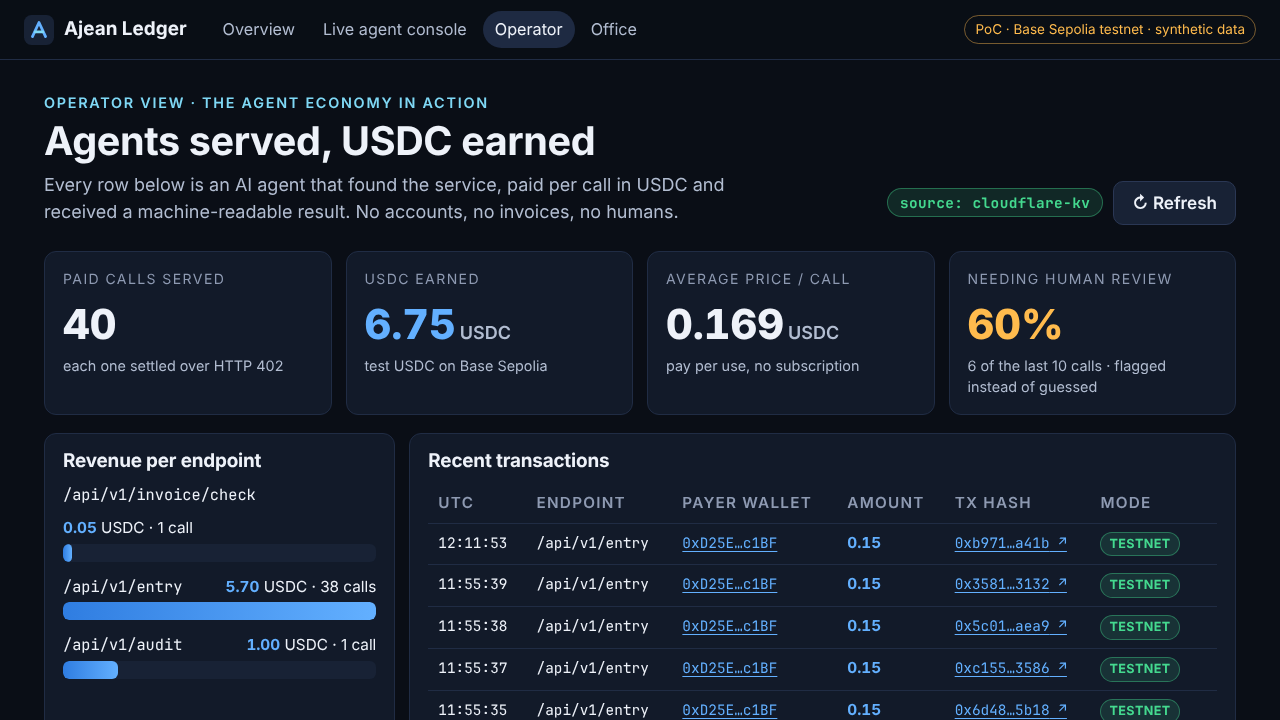 Ajean Ledger Overview Live agent console Operator Office PoC · Base Sepolia testnet · synthetic data
OPERATOR VIEW · THE AGENT ECONOMY IN ACTION
Agents served, USDC earned
Every row below is an AI agent that found the service, paid per call in USDC and
received a machine-readable result. No accounts, no invoices, no humans.
source: cloudflare-kv ↻ Refresh
PAID CALLS SERVED
40
each one settled over HTTP 402
USDC EARNED
6.75 USDC
test USDC on Base Sepolia
AVERAGE PRICE / CALL
0.169 USDC
pay per use, no subscription
NEEDING HUMAN REVIEW
60%
6 of the last 10 calls · flagged
instead of guessed
Revenue per endpoint
/api/v1/invoice/check
0.05 USDC · 1 call
/api/v1/entry 5.70 USDC · 38 calls
/api/v1/audit 1.00 USDC · 1 call
Recent transactions
UTC ENDPOINT PAYER WALLET AMOUNT TX HASH MODE
12:11:53 /api/v1/entry 0xD25E…c1BF 0.15 0xb971…a41b ↗ TESTNET
11:55:39 /api/v1/entry 0xD25E…c1BF 0.15 0x3581…3132 ↗ TESTNET
11:55:38 /api/v1/entry 0xD25E…c1BF 0.15 0x5c01…aea9 ↗ TESTNET
11:55:37 /api/v1/entry 0xD25E…c1BF 0.15 0xc155…3586 ↗ TESTNET
11:55:35 /api/v1/entry 0xD25E…c1BF 0.15 0x6d48…5b18 ↗ TESTNET